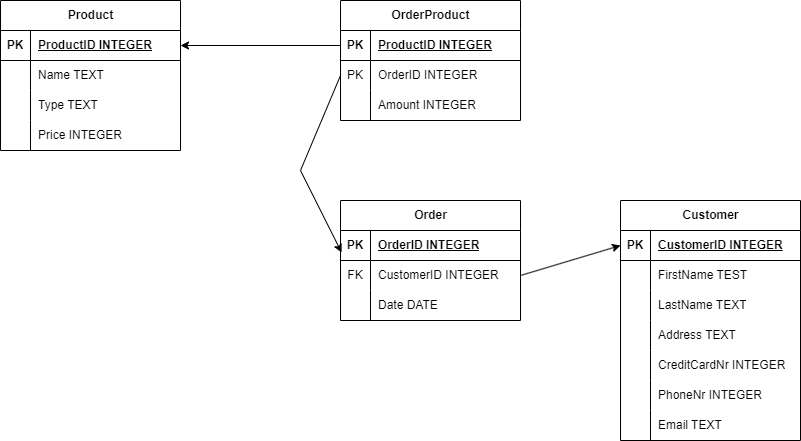 Product
PK ProductID INTEGER
Name TEXT
Type TEXT
Price INTEGER
OrderProduct
PK ProductID INTEGER
PK OrderID INTEGER
Amount INTEGER
Order
PK OrderID INTEGER
FK CustomerID INTEGER
Date DATE
Customer
PK CustomerID INTEGER
FirstName TEST
LastName TEXT
Address TEXT
CreditCardNr INTEGER
PhoneNr INTEGER
Email TEXT